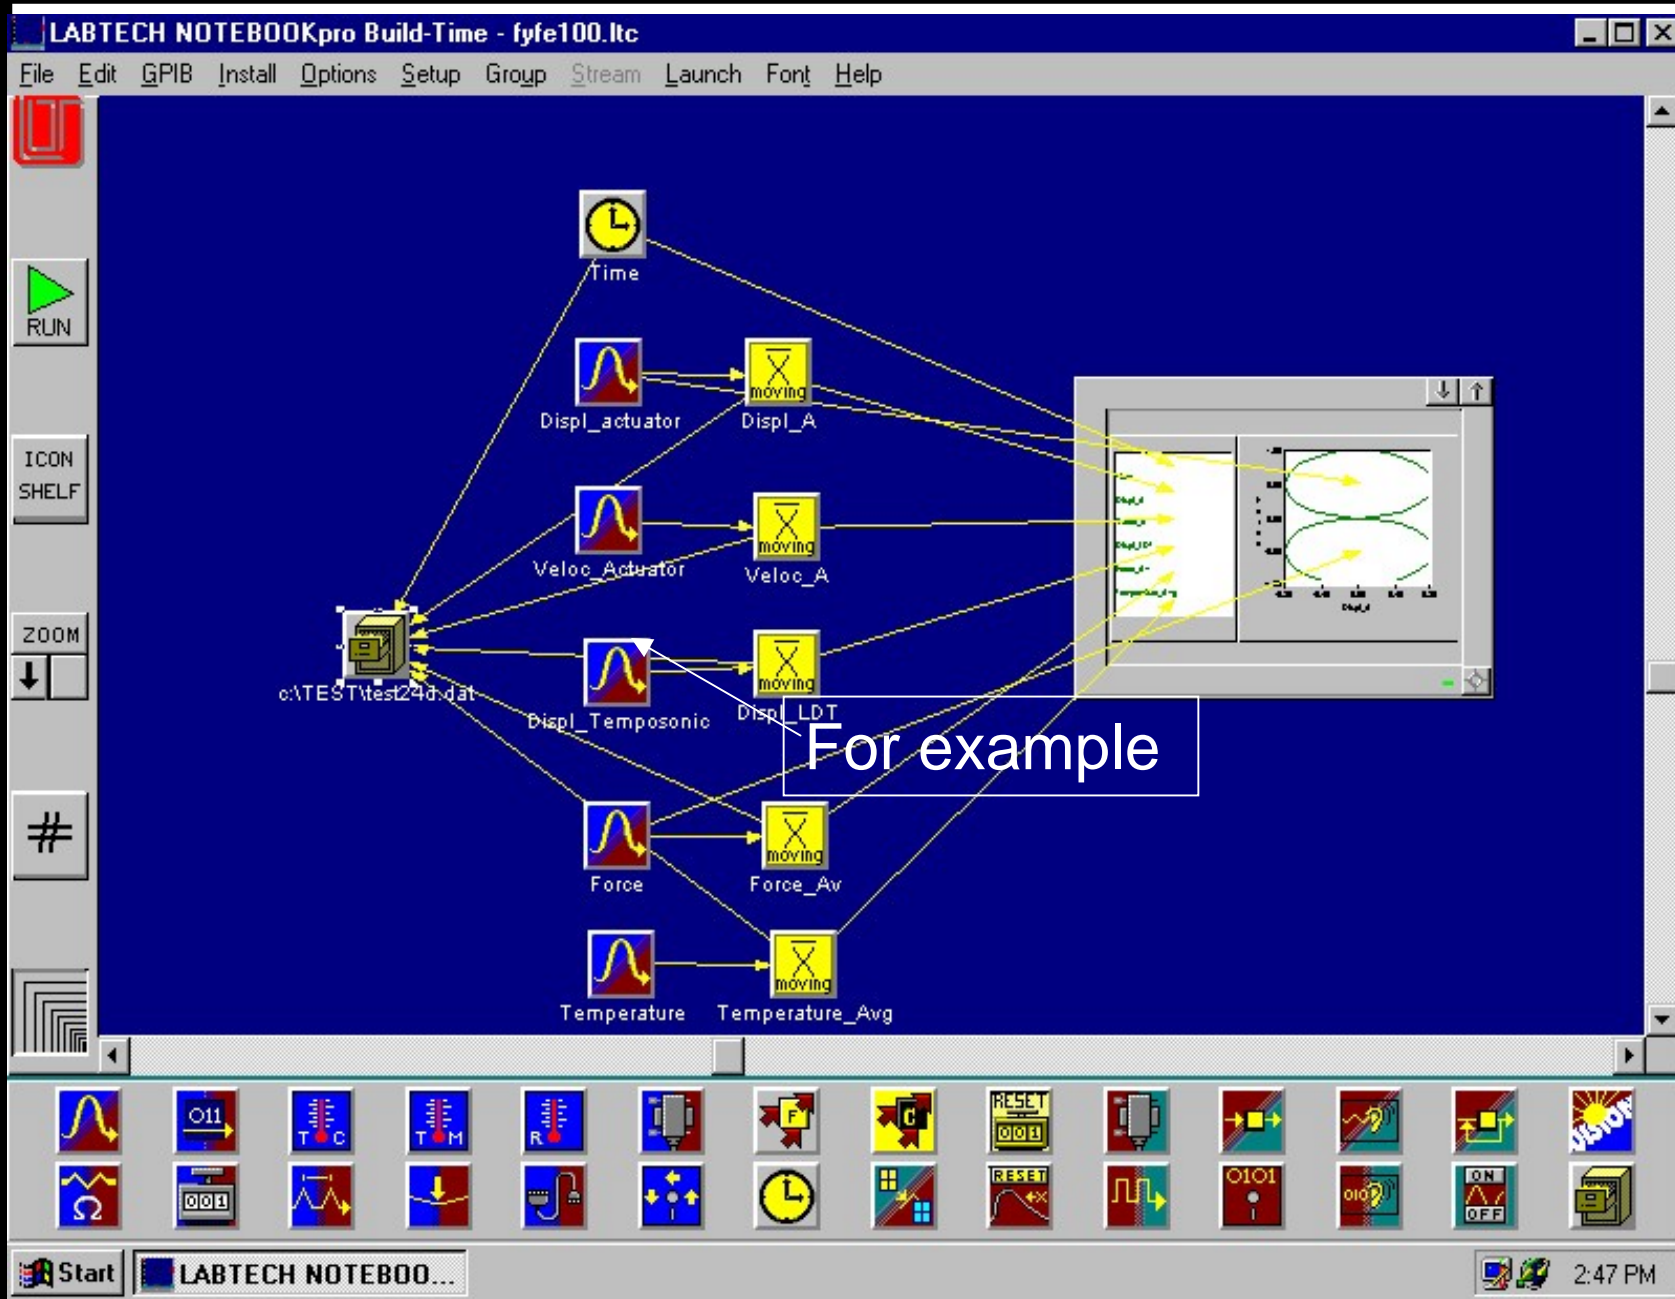 LABTECH NOTEBOOKpro Build-Time - fyfe100.ltc
File Edit GPIB Install Options Setup Group Stream Launch Font Help
RUN
ICON
SHELF
ZOOM
#
Time
moving
Displ_actuator
Displ_A
moving
Veloc_Actuator
Veloc_A
c:\TEST\test24d.dat
moving
Displ_Temposonic
Displ_LDT
For example
moving
Force
Force_Av
moving
Temperature
Temperature_Avg
011
T C
T M
R
F
C
RESET
001
VISION
Ω
001
RESET
0101
010
ON
OFF
Start
LABTECH NOTEBOO...
2:47 PM